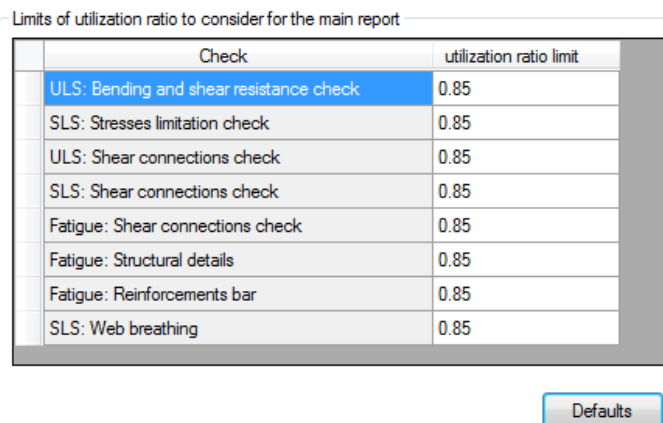 Limits of utilization ratio to consider for the main report
Check utilization ratio limit
ULS: Bending and shear resistance check 0.85
SLS: Stresses limitation check 0.85
ULS: Shear connections check 0.85
SLS: Shear connections check 0.85
Fatigue: Shear connections check 0.85
Fatigue: Structural details 0.85
Fatigue: Reinforcements bar 0.85
SLS: Web breathing 0.85
Defaults